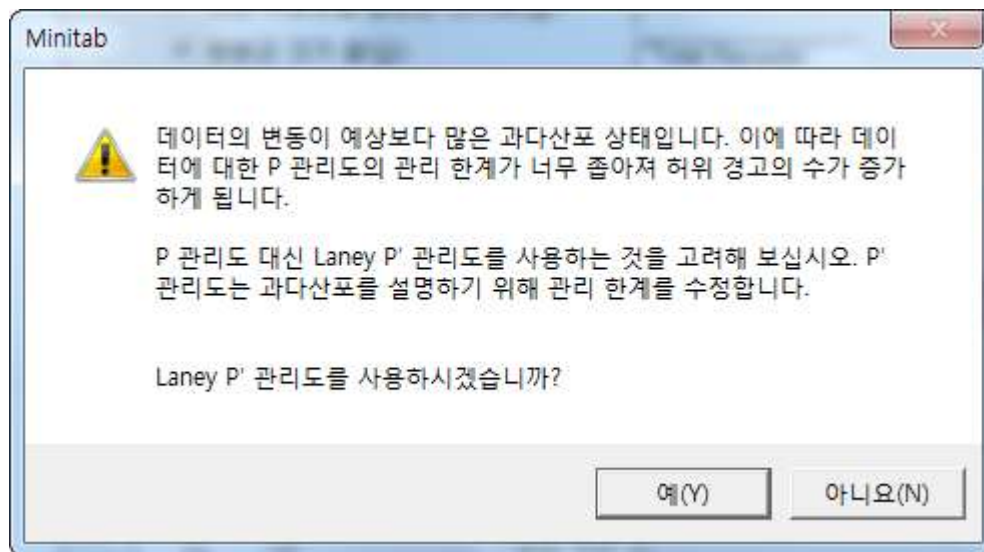 Minitab
데이터의 변동이 예상보다 많은 과다산포 상태입니다. 이에 따라 데이
터에 대한 P 관리도의 관리 한계가 너무 좁아져 허위 경고의 수가 증가
하게 됩니다.
P 관리도 대신 Laney P' 관리도를 사용하는 것을 고려해 보십시오. P'
관리도는 과다산포를 설명하기 위해 관리 한계를 수정합니다.
Laney P' 관리도를 사용하시겠습니까?
예(Y) 아니요(N)